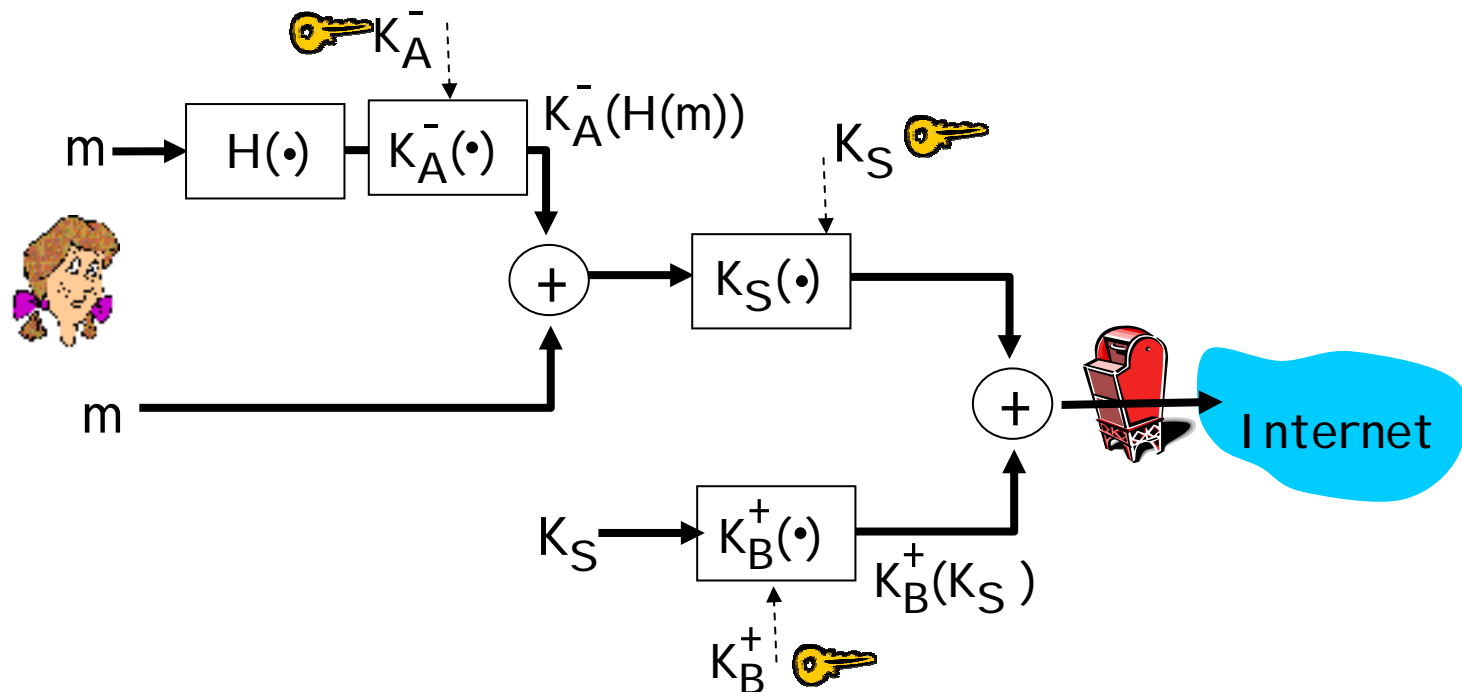 K_A^-
m
H(•)
K_A^-(•)
K_A^-(H(m))
K_S
+
K_S(•)
m
+
Internet
K_S
K_B^+(•)
K_B^+(K_S )
K_B^+